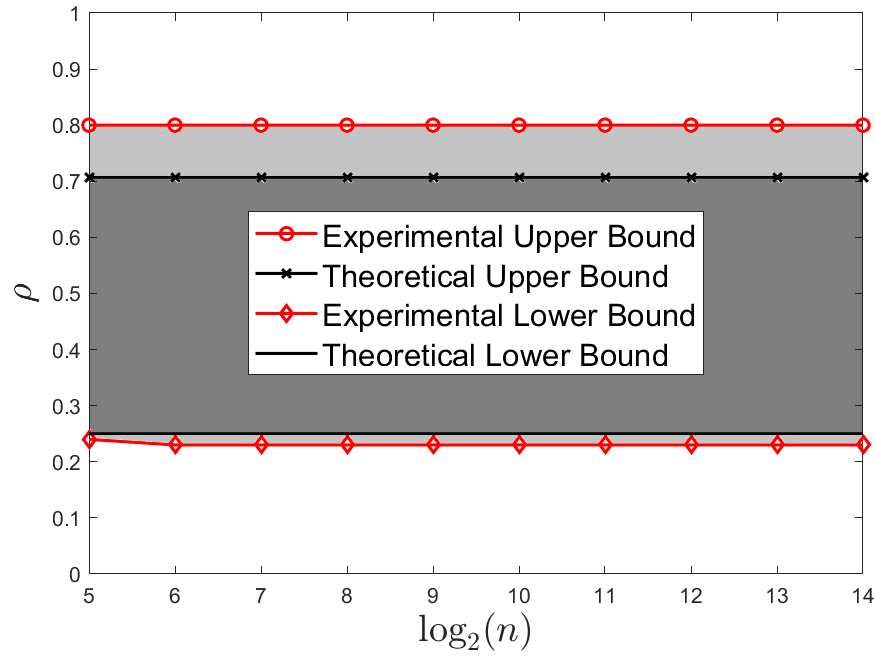 1
0.9
0.8
0.7
0.6
0.5
0.4
0.3
0.2
0.1
0
ρ
Experimental Upper Bound
Theoretical Upper Bound
Experimental Lower Bound
Theoretical Lower Bound
5 6 7 8 9 10 11 12 13 14
log₂(n)